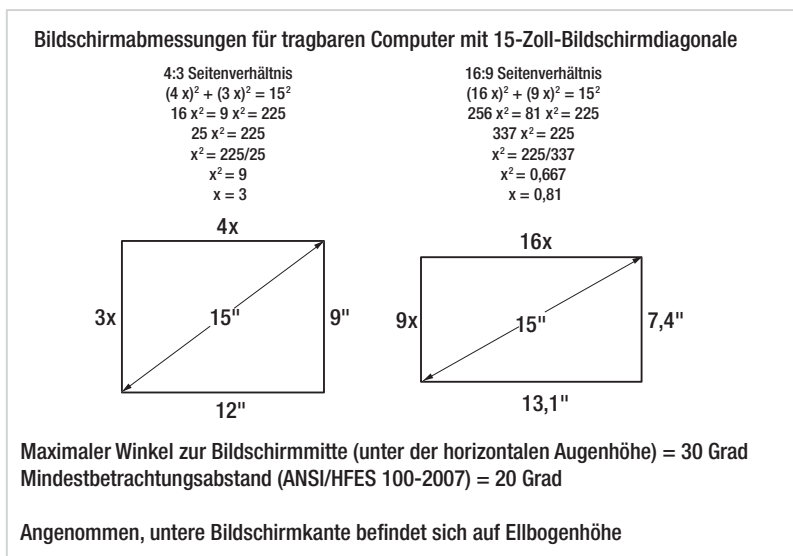 Bildschirmabmessungen für tragbaren Computer mit 15-Zoll-Bildschirmdiagonale
4:3 Seitenverhältnis
(4 x)² + (3 x)² = 15²
16 x² = 9 x² = 225
25 x² = 225
x² = 225/25
x² = 9
x = 3
4x
3x
15"
9"
12"
16:9 Seitenverhältnis
(16 x)² + (9 x)² = 15²
256 x² = 81 x² = 225
337 x² = 225
x² = 225/337
x² = 0,667
x = 0,81
16x
9x
15"
7,4"
13,1"
Maximaler Winkel zur Bildschirmmitte (unter der horizontalen Augenhöhe) = 30 Grad
Mindestbetrachtungsabstand (ANSI/HFES 100-2007) = 20 Grad
Angenommen, untere Bildschirmkante befindet sich auf Ellbogenhöhe